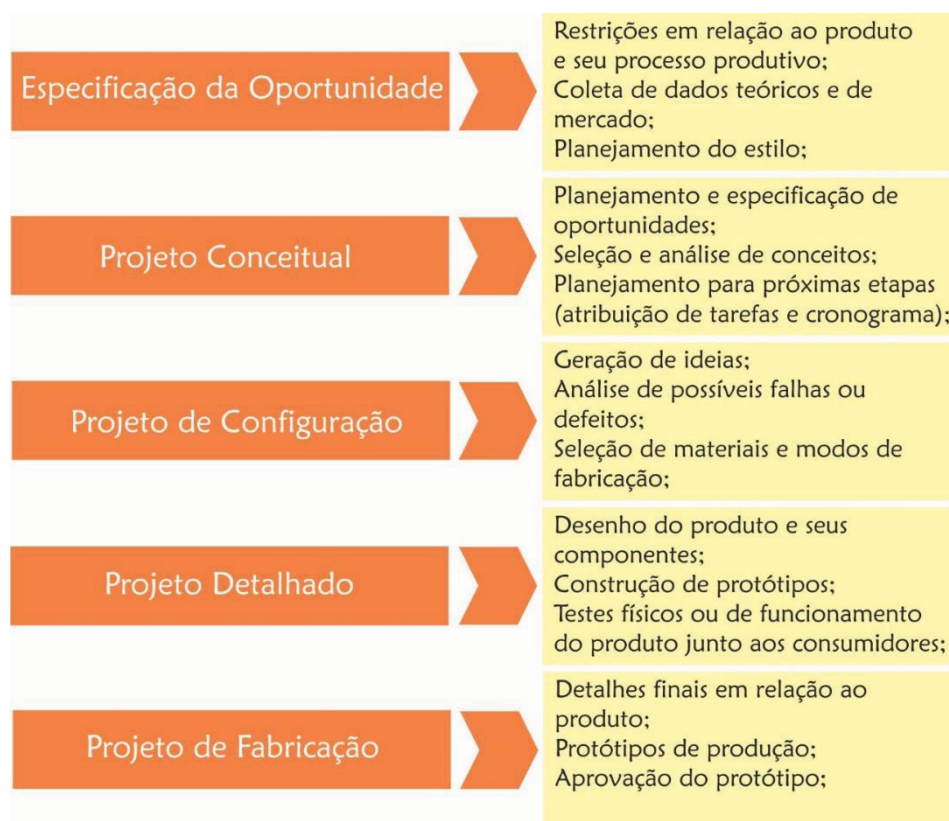 Especificação da Oportunidade
Restrições em relação ao produto
e seu processo produtivo;
Coleta de dados teóricos e de
mercado;
Planejamento do estilo;
Projeto Conceitual
Planejamento e especificação de
oportunidades;
Seleção e análise de conceitos;
Planejamento para próximas etapas
(atribuição de tarefas e cronograma);
Projeto de Configuração
Geração de ideias;
Análise de possíveis falhas ou
defeitos;
Seleção de materiais e modos de
fabricação;
Projeto Detalhado
Desenho do produto e seus
componentes;
Construção de protótipos;
Testes físicos ou de funcionamento
do produto junto aos consumidores;
Projeto de Fabricação
Detalhes finais em relação ao
produto;
Protótipos de produção;
Aprovação do protótipo;